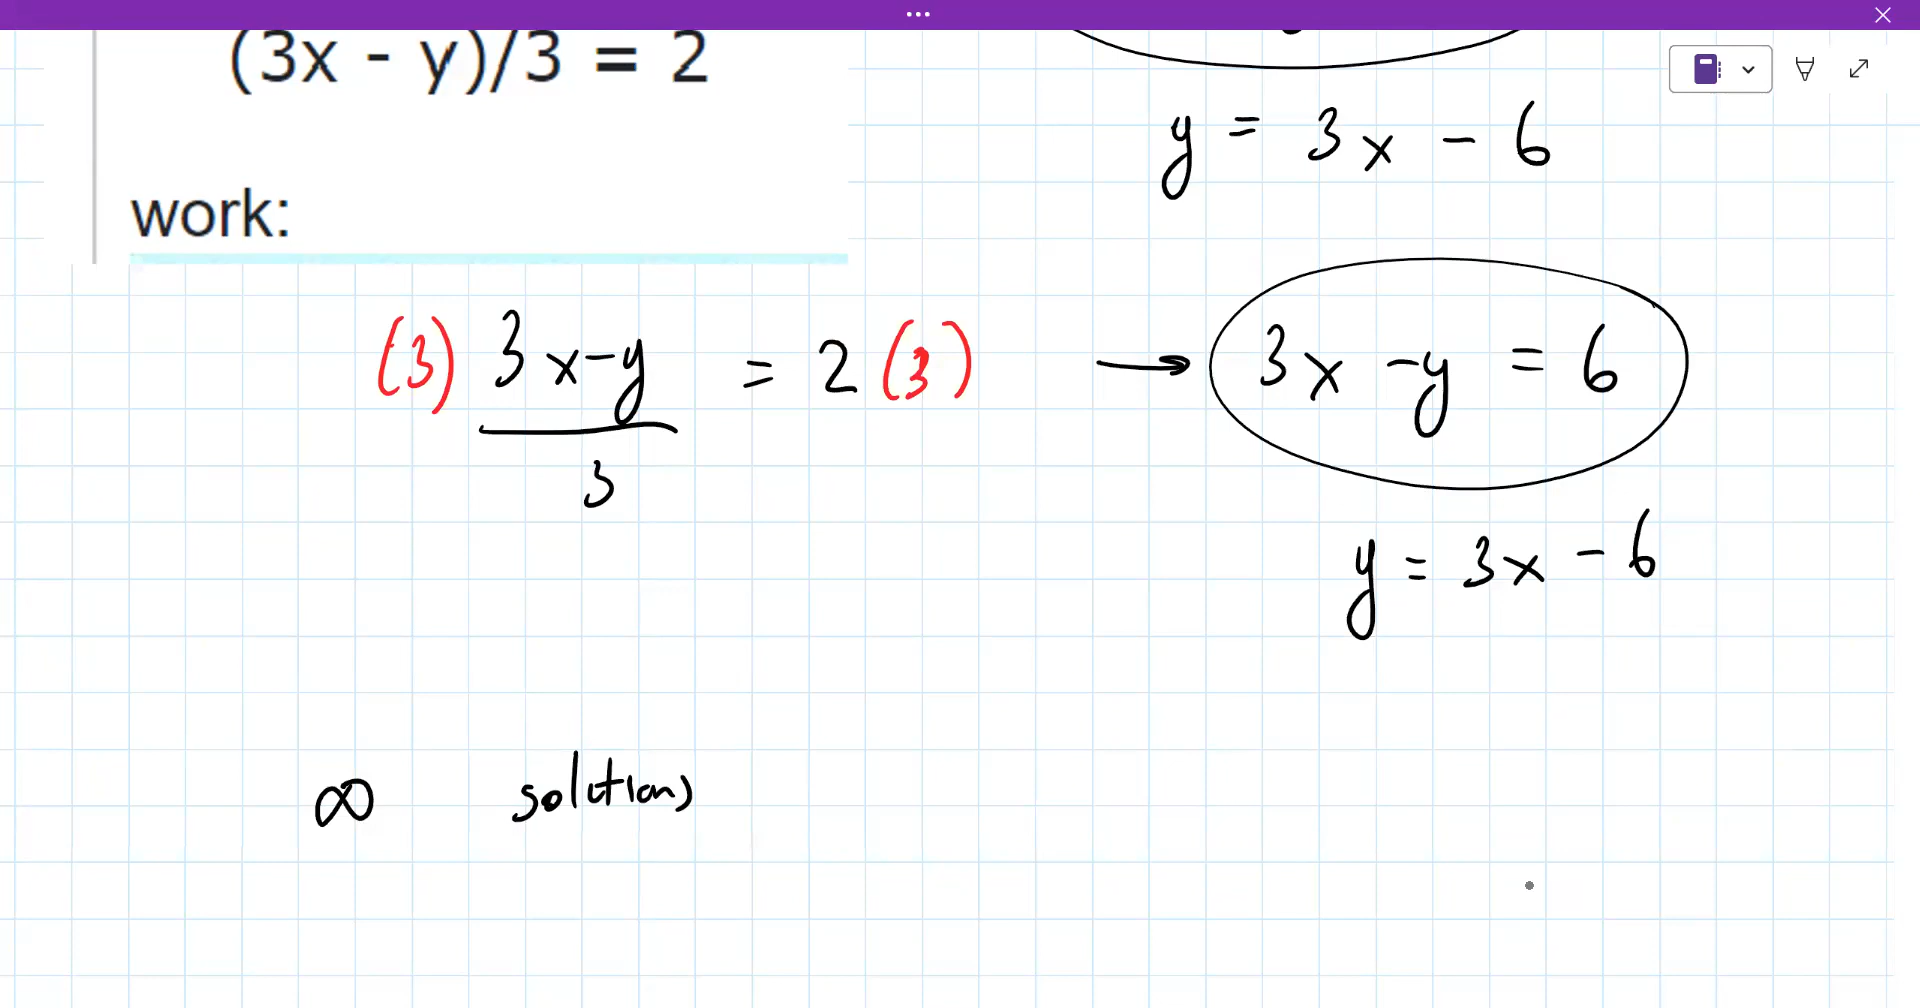 (3x - y)/3 = 2
y = 3x - 6
work:
(3) 3x-y = 2 (3) → 3x -y = 6
3
y = 3x - 6
∞ solutions